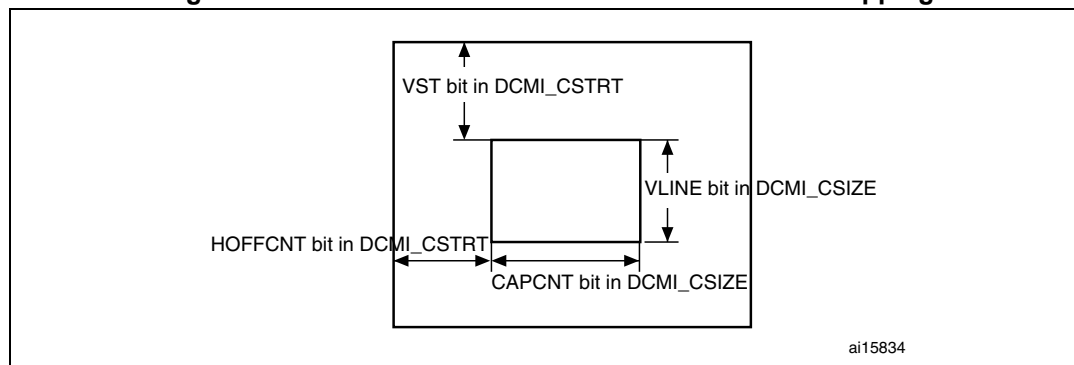 VST bit in DCMI_CSTRT
VLINE bit in DCMI_CSIZE
HOFFCNT bit in DCMI_CSTRT
CAPCNT bit in DCMI_CSIZE
ai15834